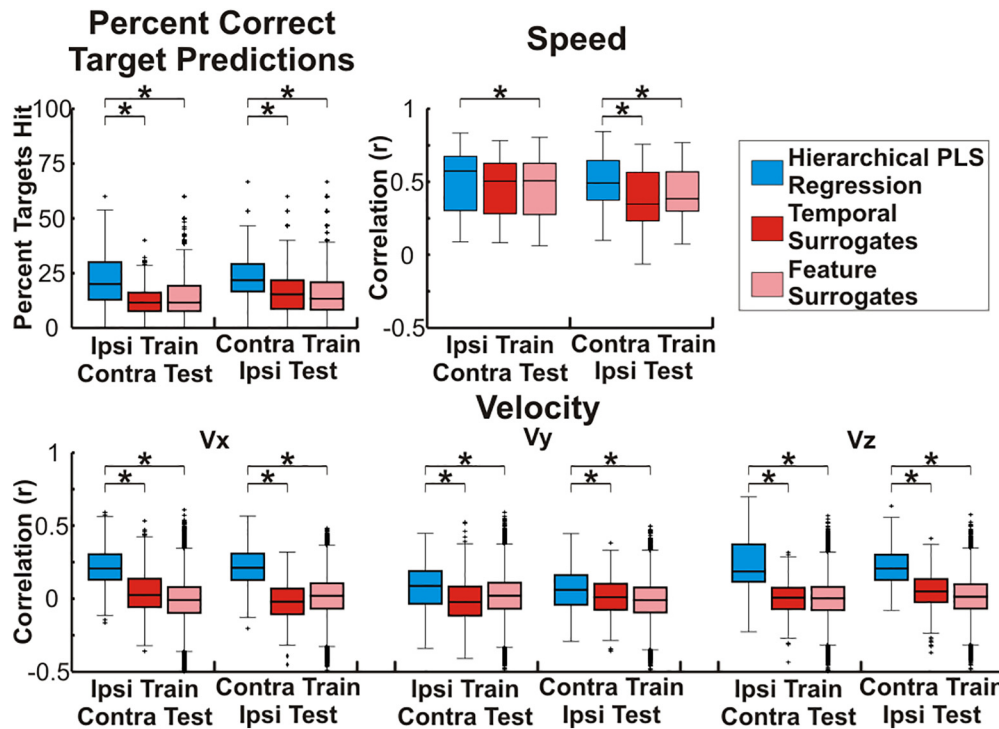 Percent Correct
Target Predictions
Percent Targets Hit
100
75
50
25
0
* *
* *
Ipsi Train Contra Train
Contra Test Ipsi Test
Speed
Correlation (r)
1
0.5
0
-0.5
*
* *
Ipsi Train Contra Train
Contra Test Ipsi Test
Hierarchical PLS
Regression
Temporal
Surrogates
Feature
Surrogates
Velocity
Vx Vy Vz
Correlation (r)
1
0.5
0
-0.5
* * * * * *
* * * * * *
Ipsi Train Contra Train Ipsi Train Contra Train Ipsi Train Contra Train
Contra Test Ipsi Test Contra Test Ipsi Test Contra Test Ipsi Test